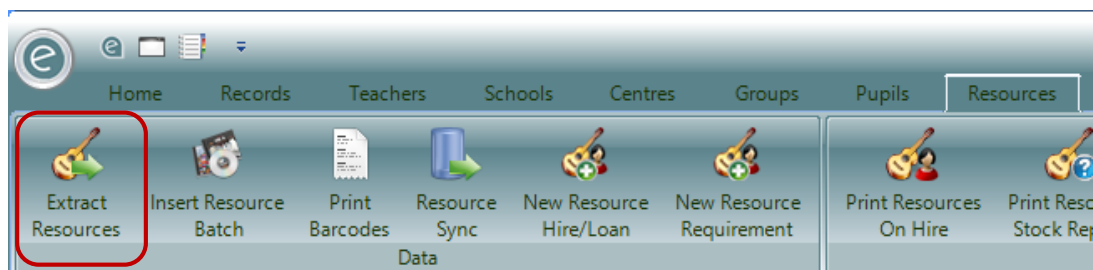 Home Records Teachers Schools Centres Groups Pupils Resources
Extract Insert Resource Print Resource New Resource New Resource Print Resources
Resources Batch Barcodes Sync Hire/Loan Requirement On Hire Stock
Data